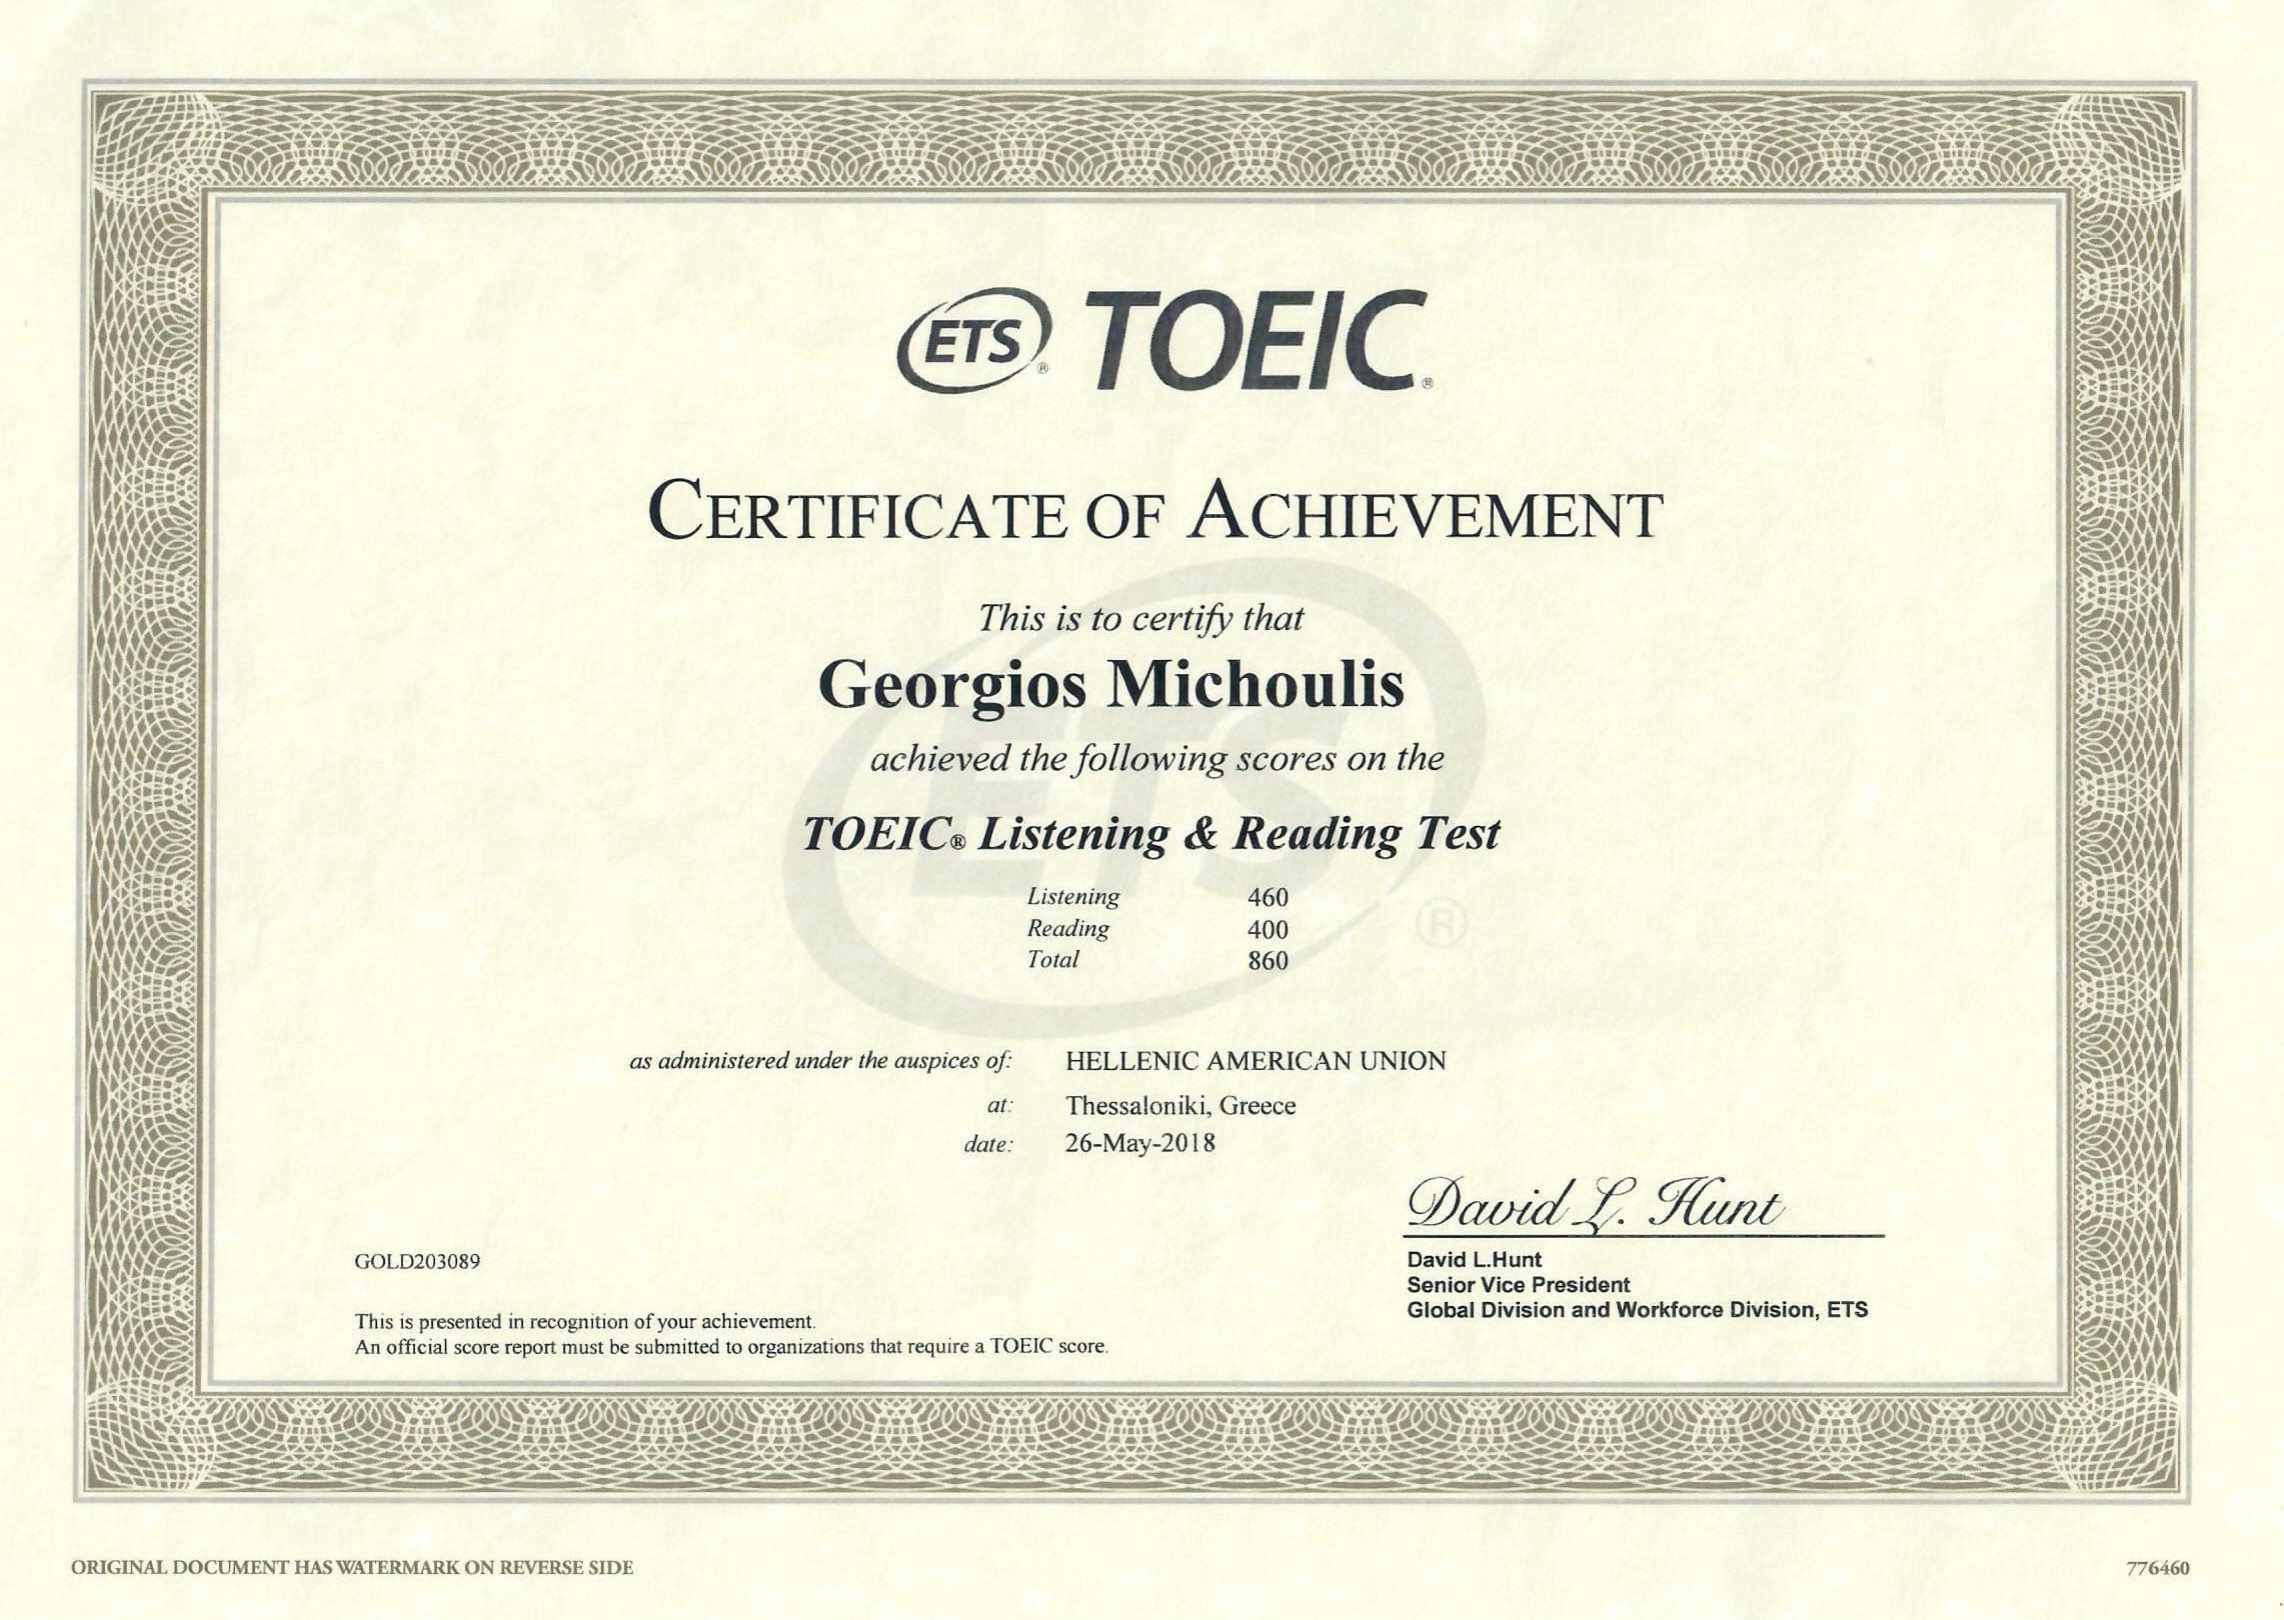 ETS® TOEIC®
CERTIFICATE OF ACHIEVEMENT
This is to certify that
Georgios Michoulis
achieved the following scores on the
TOEIC® Listening & Reading Test
Listening 460
Reading 400
Total 860
ETS®
as administered under the auspices of: HELLENIC AMERICAN UNION
at: Thessaloniki, Greece
date: 26-May-2018
David L. Hunt
David L.Hunt
Senior Vice President
Global Division and Workforce Division, ETS
GOLD203089
This is presented in recognition of your achievement.
An official score report must be submitted to organizations that require a TOEIC score.
ORIGINAL DOCUMENT HAS WATERMARK ON REVERSE SIDE
776460